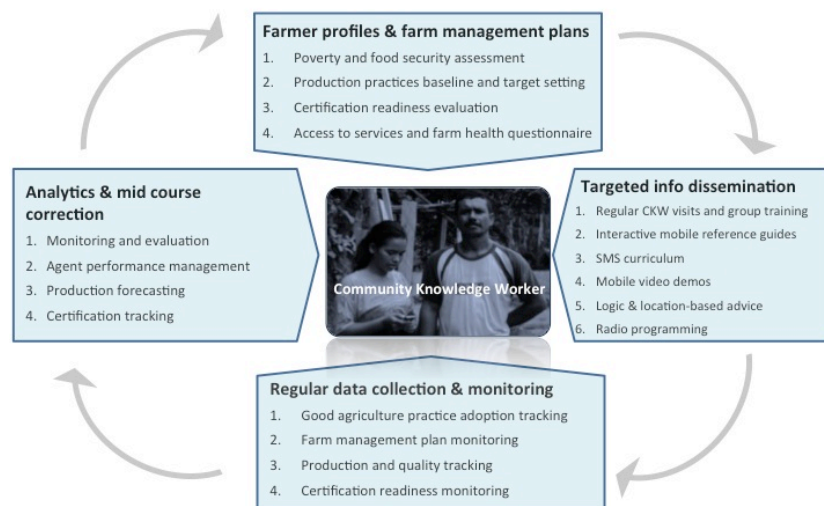 Farmer profiles & farm management plans
1. Poverty and food security assessment
2. Production practices baseline and target setting
3. Certification readiness evaluation
4. Access to services and farm health questionnaire
Targeted info dissemination
1. Regular CKW visits and group training
2. Interactive mobile reference guides
3. SMS curriculum
4. Mobile video demos
5. Logic & location-based advice
6. Radio programming
Regular data collection & monitoring
1. Good agriculture practice adoption tracking
2. Farm management plan monitoring
3. Production and quality tracking
4. Certification readiness monitoring
Analytics & mid course
correction
1. Monitoring and evaluation
2. Agent performance management
3. Production forecasting
4. Certification tracking
Community Knowledge Worker